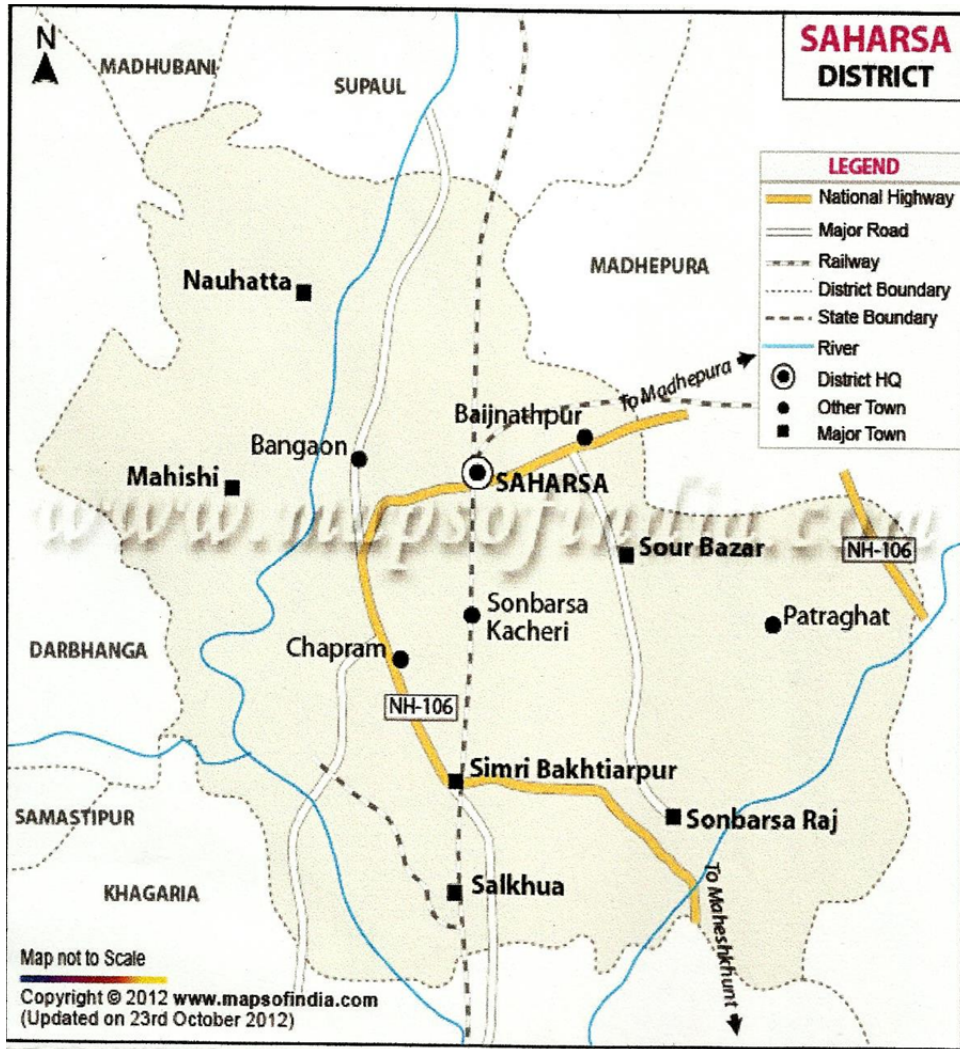 SAHARSA
DISTRICT
N
MADHUBANI
SUPAUL
LEGEND
National Highway
Major Road
Railway
District Boundary
State Boundary
River
District HQ
Other Town
Major Town
MADHEPURA
Nauhatta
To Madhepura
Baijnathpur
Bangaon
Mahishi
SAHARSA
www.mapsofindia.com
Sour Bazar
NH-106
Sonbarsa
Kacheri
Patraghat
DARBHANGA
Chapram
NH-106
Simri Bakhtiarpur
SAMASTIPUR
Sonbarsa Raj
KHAGARIA
Salkhua
To Maheshkhunt
Map not to Scale
Copyright © 2012 www.mapsofindia.com
(Updated on 23rd October 2012)